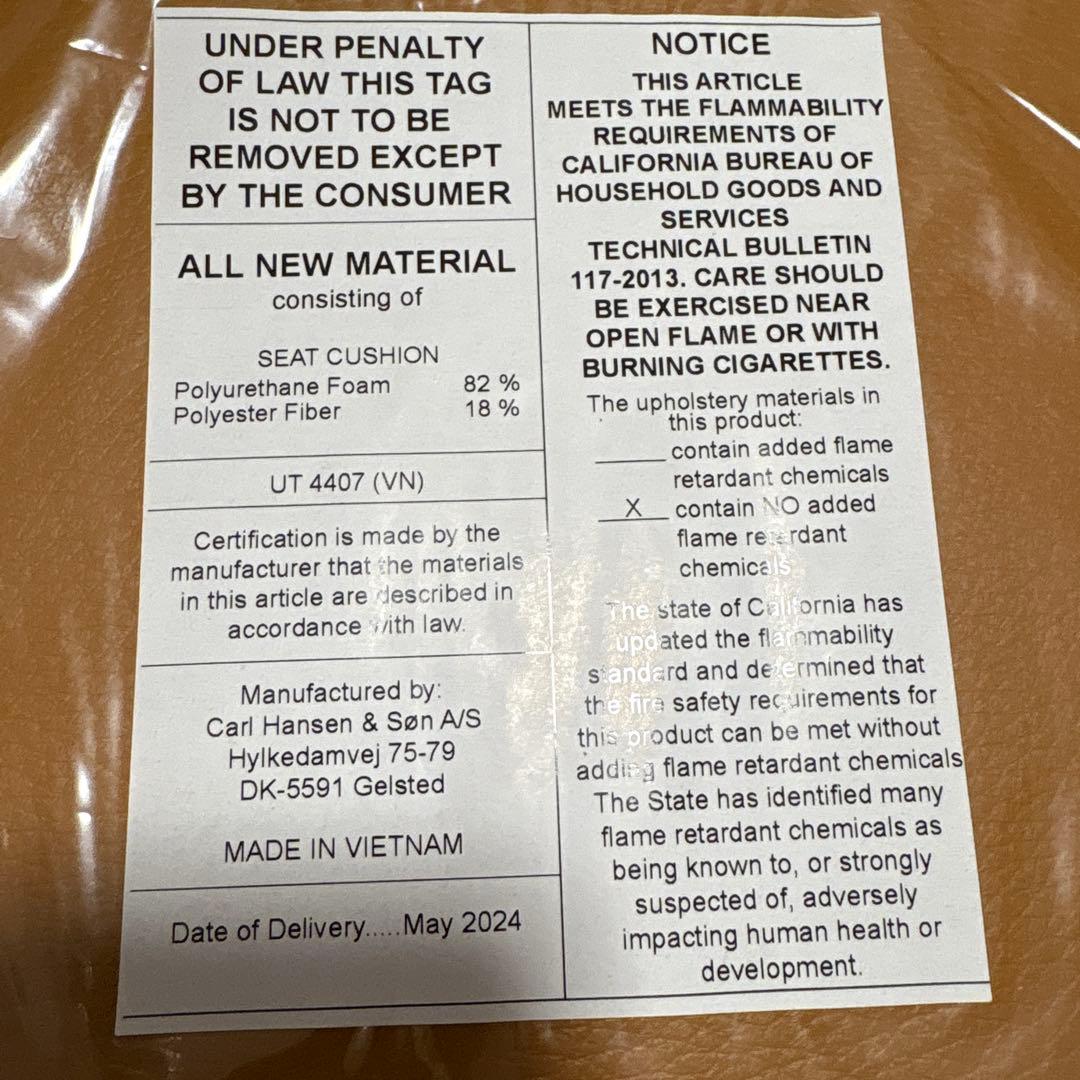 UNDER PENALTY
OF LAW THIS TAG
IS NOT TO BE
REMOVED EXCEPT
BY THE CONSUMER
ALL NEW MATERIAL
consisting of
SEAT CUSHION
Polyurethane Foam 82 %
Polyester Fiber 18 %
UT 4407 (VN)
Certification is made by the
manufacturer that the materials
in this article are described in
accordance with law.
Manufactured by:
Carl Hansen & Søn A/S
Hylkedamvej 75-79
DK-5591 Gelsted
MADE IN VIETNAM
Date of Delivery.....May 2024
NOTICE
THIS ARTICLE
MEETS THE FLAMMABILITY
REQUIREMENTS OF
CALIFORNIA BUREAU OF
HOUSEHOLD GOODS AND
SERVICES
TECHNICAL BULLETIN
117-2013. CARE SHOULD
BE EXERCISED NEAR
OPEN FLAME OR WITH
BURNING CIGARETTES.
The upholstery materials in
this product:
_____ contain added flame
retardant chemicals
__X__ contain NO added
flame retardant
chemicals
The state of California has
updated the flammability
standard and determined that
the fire safety requirements for
this product can be met without
adding flame retardant chemicals
The State has identified many
flame retardant chemicals as
being known to, or strongly
suspected of, adversely
impacting human health or
development.